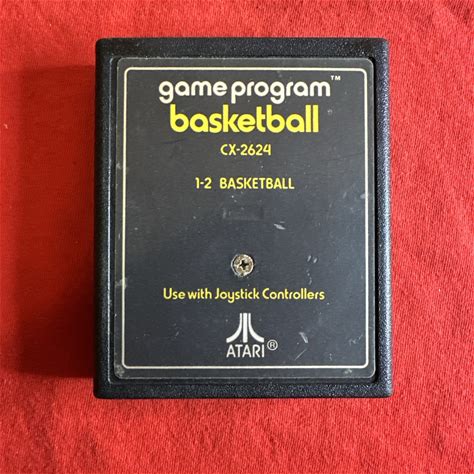 game program™
basketball
CX-2624
1-2 BASKETBALL
Use with Joystick Controllers
ATARI®